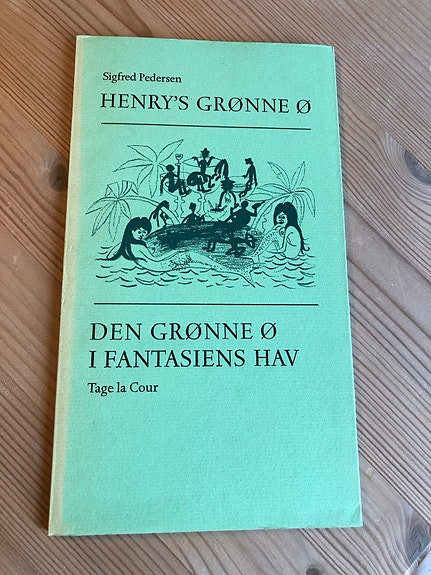 Sigfred Pedersen
HENRY'S GRØNNE Ø
DEN GRØNNE Ø
I FANTASIENS HAV
Tage la Cour